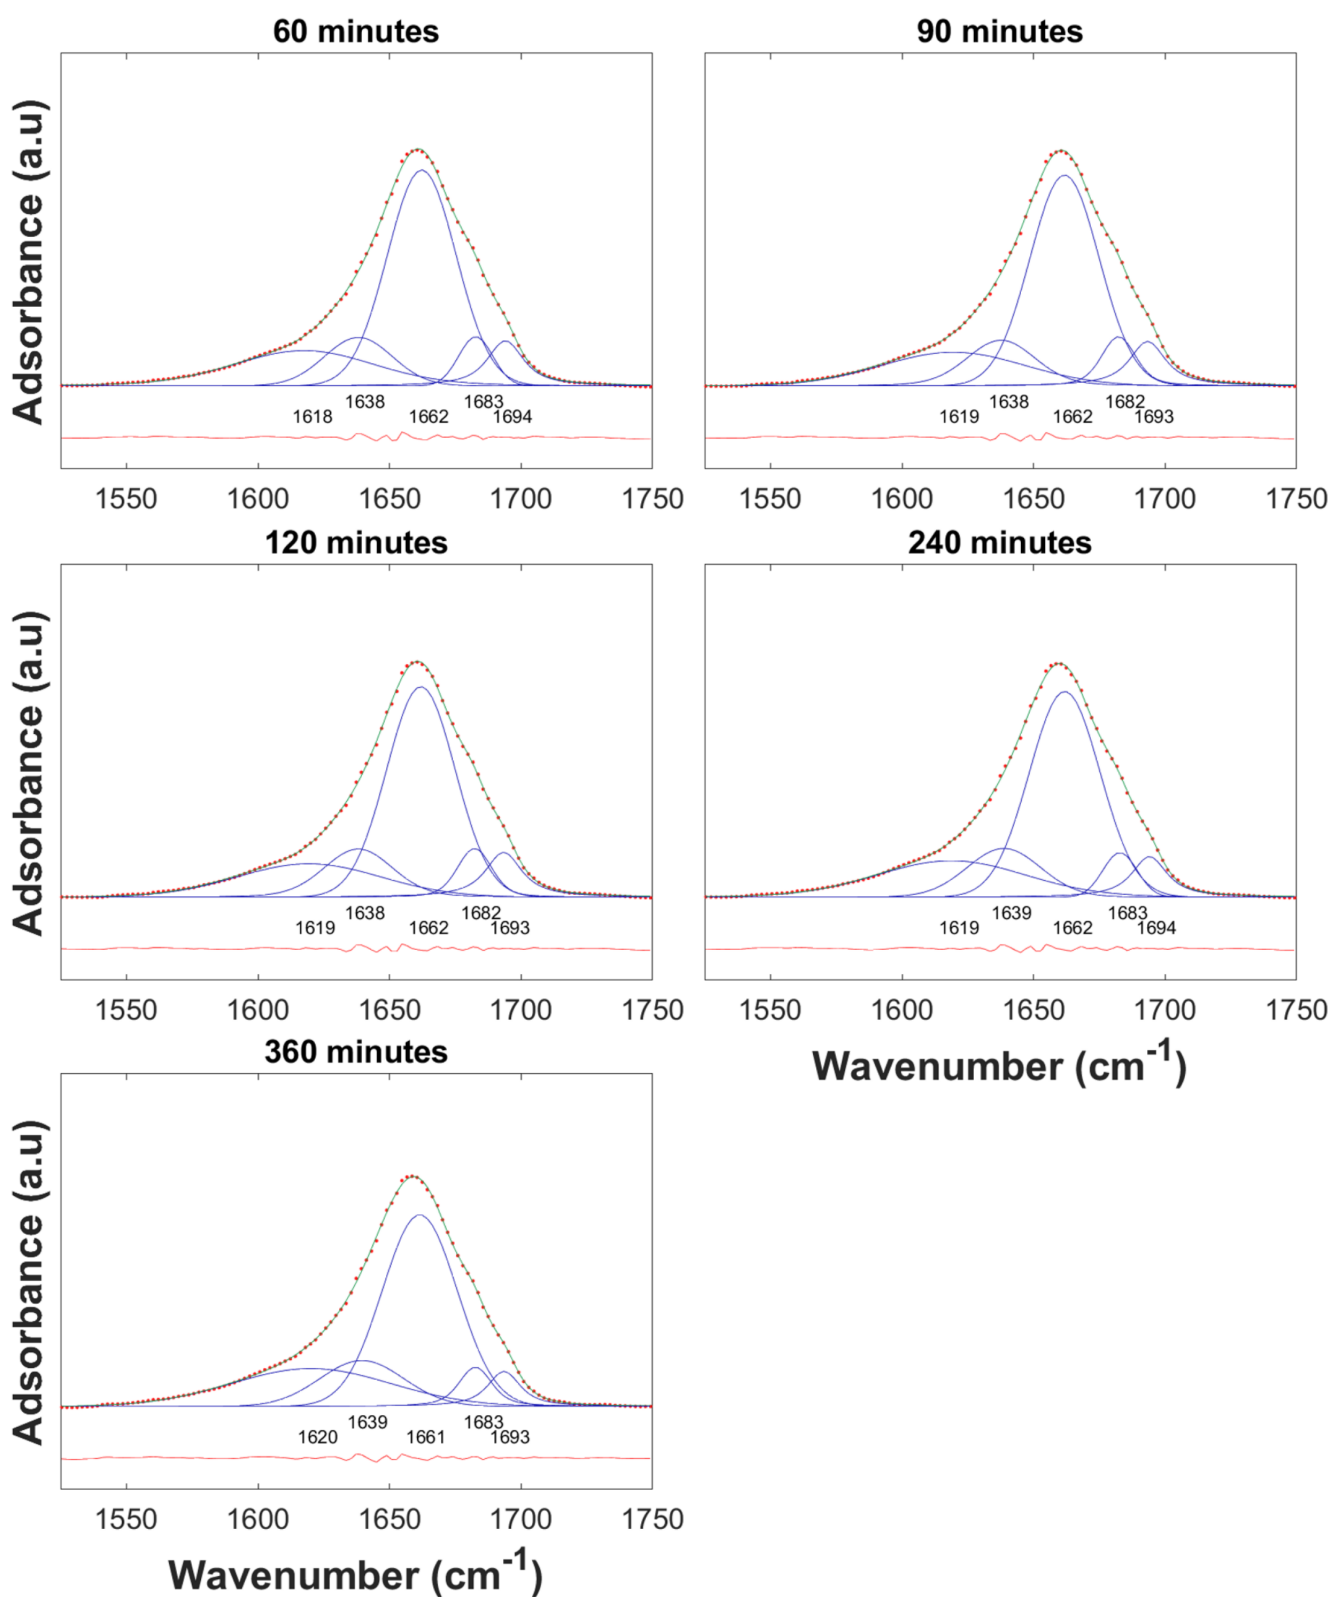 60 minutes
90 minutes
Adsorbance (a.u)
1638
1683
1618
1662
1694
1638
1682
1619
1662
1693
1550 1600 1650 1700 1750
1550 1600 1650 1700 1750
120 minutes
240 minutes
Adsorbance (a.u)
1638
1682
1619
1662
1693
1639
1683
1619
1662
1694
1550 1600 1650 1700 1750
1550 1600 1650 1700 1750
Wavenumber (cm-1)
360 minutes
Adsorbance (a.u)
1639
1683
1620
1661
1693
1550 1600 1650 1700 1750
Wavenumber (cm-1)